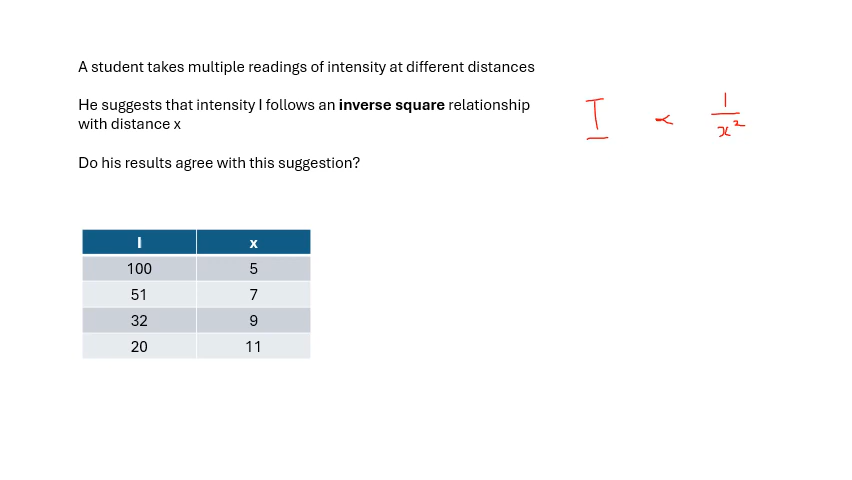 A student takes multiple readings of intensity at different distances
He suggests that intensity I follows an inverse square relationship
with distance x
I ∝ 1/x²
Do his results agree with this suggestion?
I x
100 5
51 7
32 9
20 11